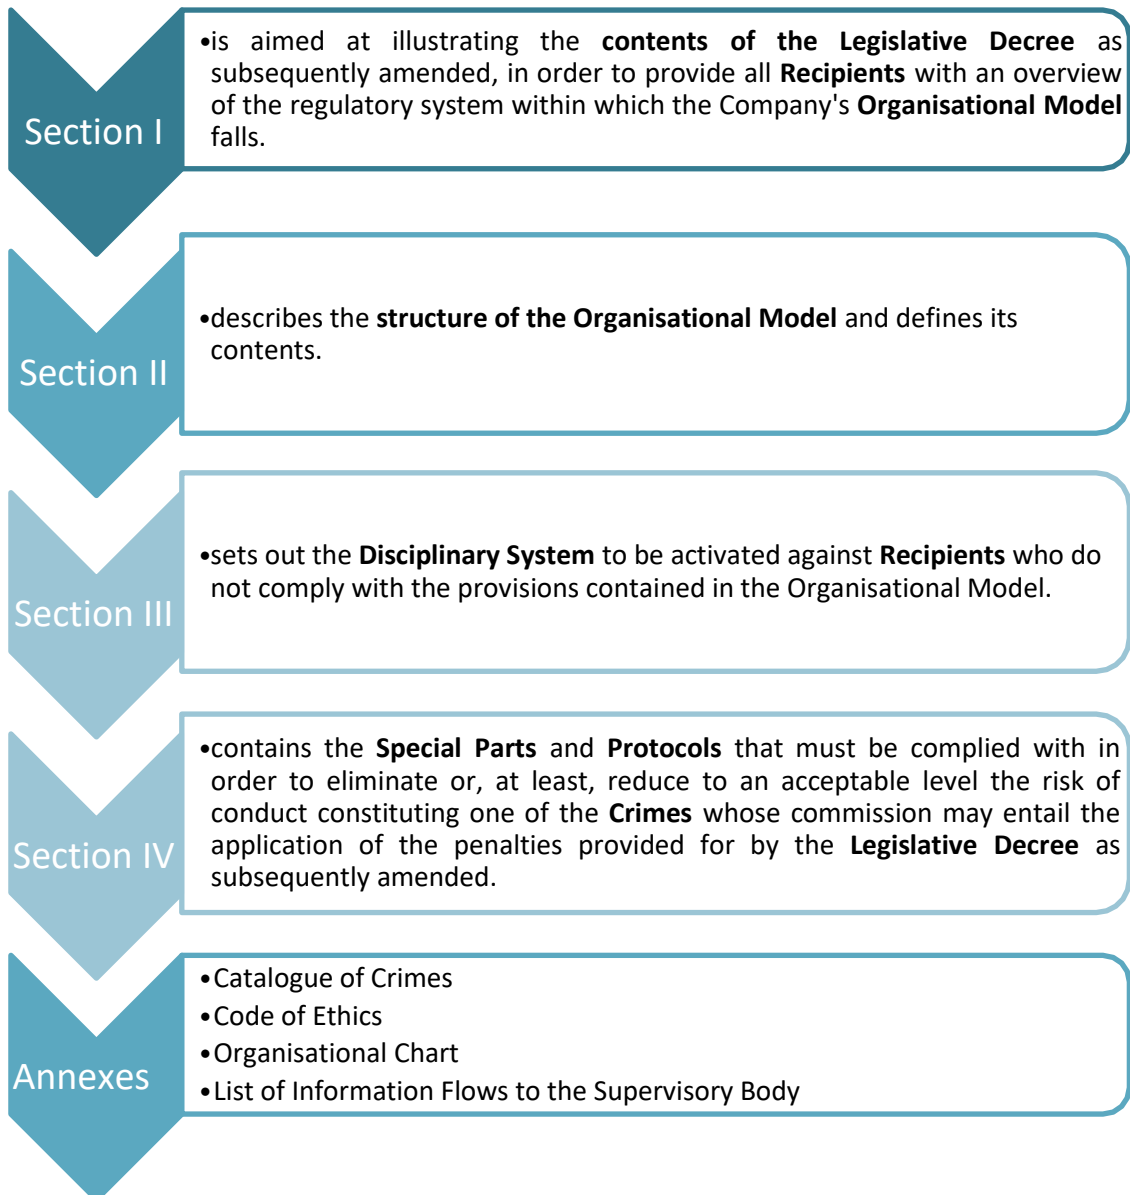 Section I
•is aimed at illustrating the contents of the Legislative Decree as
subsequently amended, in order to provide all Recipients with an overview
of the regulatory system within which the Company's Organisational Model
falls.
Section II
•describes the structure of the Organisational Model and defines its
contents.
Section III
•sets out the Disciplinary System to be activated against Recipients who do
not comply with the provisions contained in the Organisational Model.
Section IV
•contains the Special Parts and Protocols that must be complied with in
order to eliminate or, at least, reduce to an acceptable level the risk of
conduct constituting one of the Crimes whose commission may entail the
application of the penalties provided for by the Legislative Decree as
subsequently amended.
Annexes
•Catalogue of Crimes
•Code of Ethics
•Organisational Chart
•List of Information Flows to the Supervisory Body